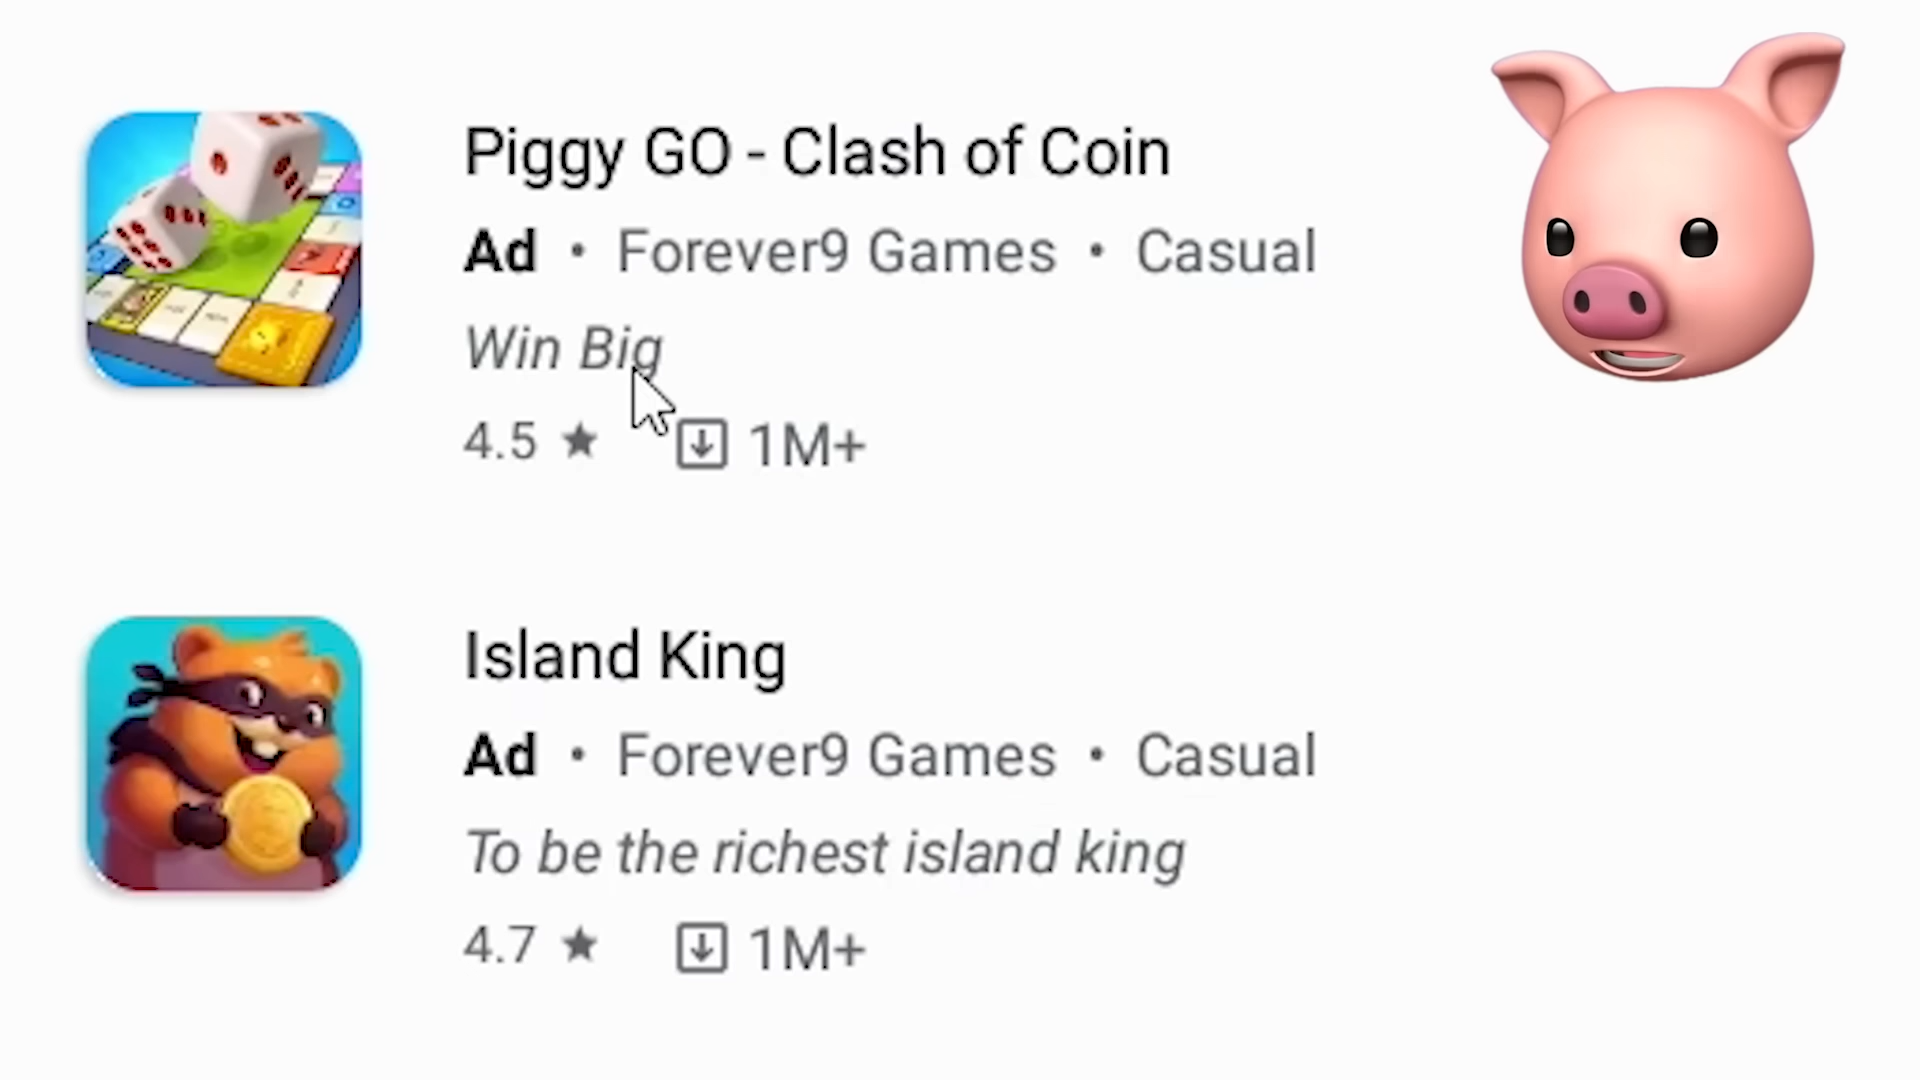 Piggy GO - Clash of Coin
Ad • Forever9 Games • Casual
Win Big
4.5 ★ 1M+
Island King
Ad • Forever9 Games • Casual
To be the richest island king
4.7 ★ 1M+